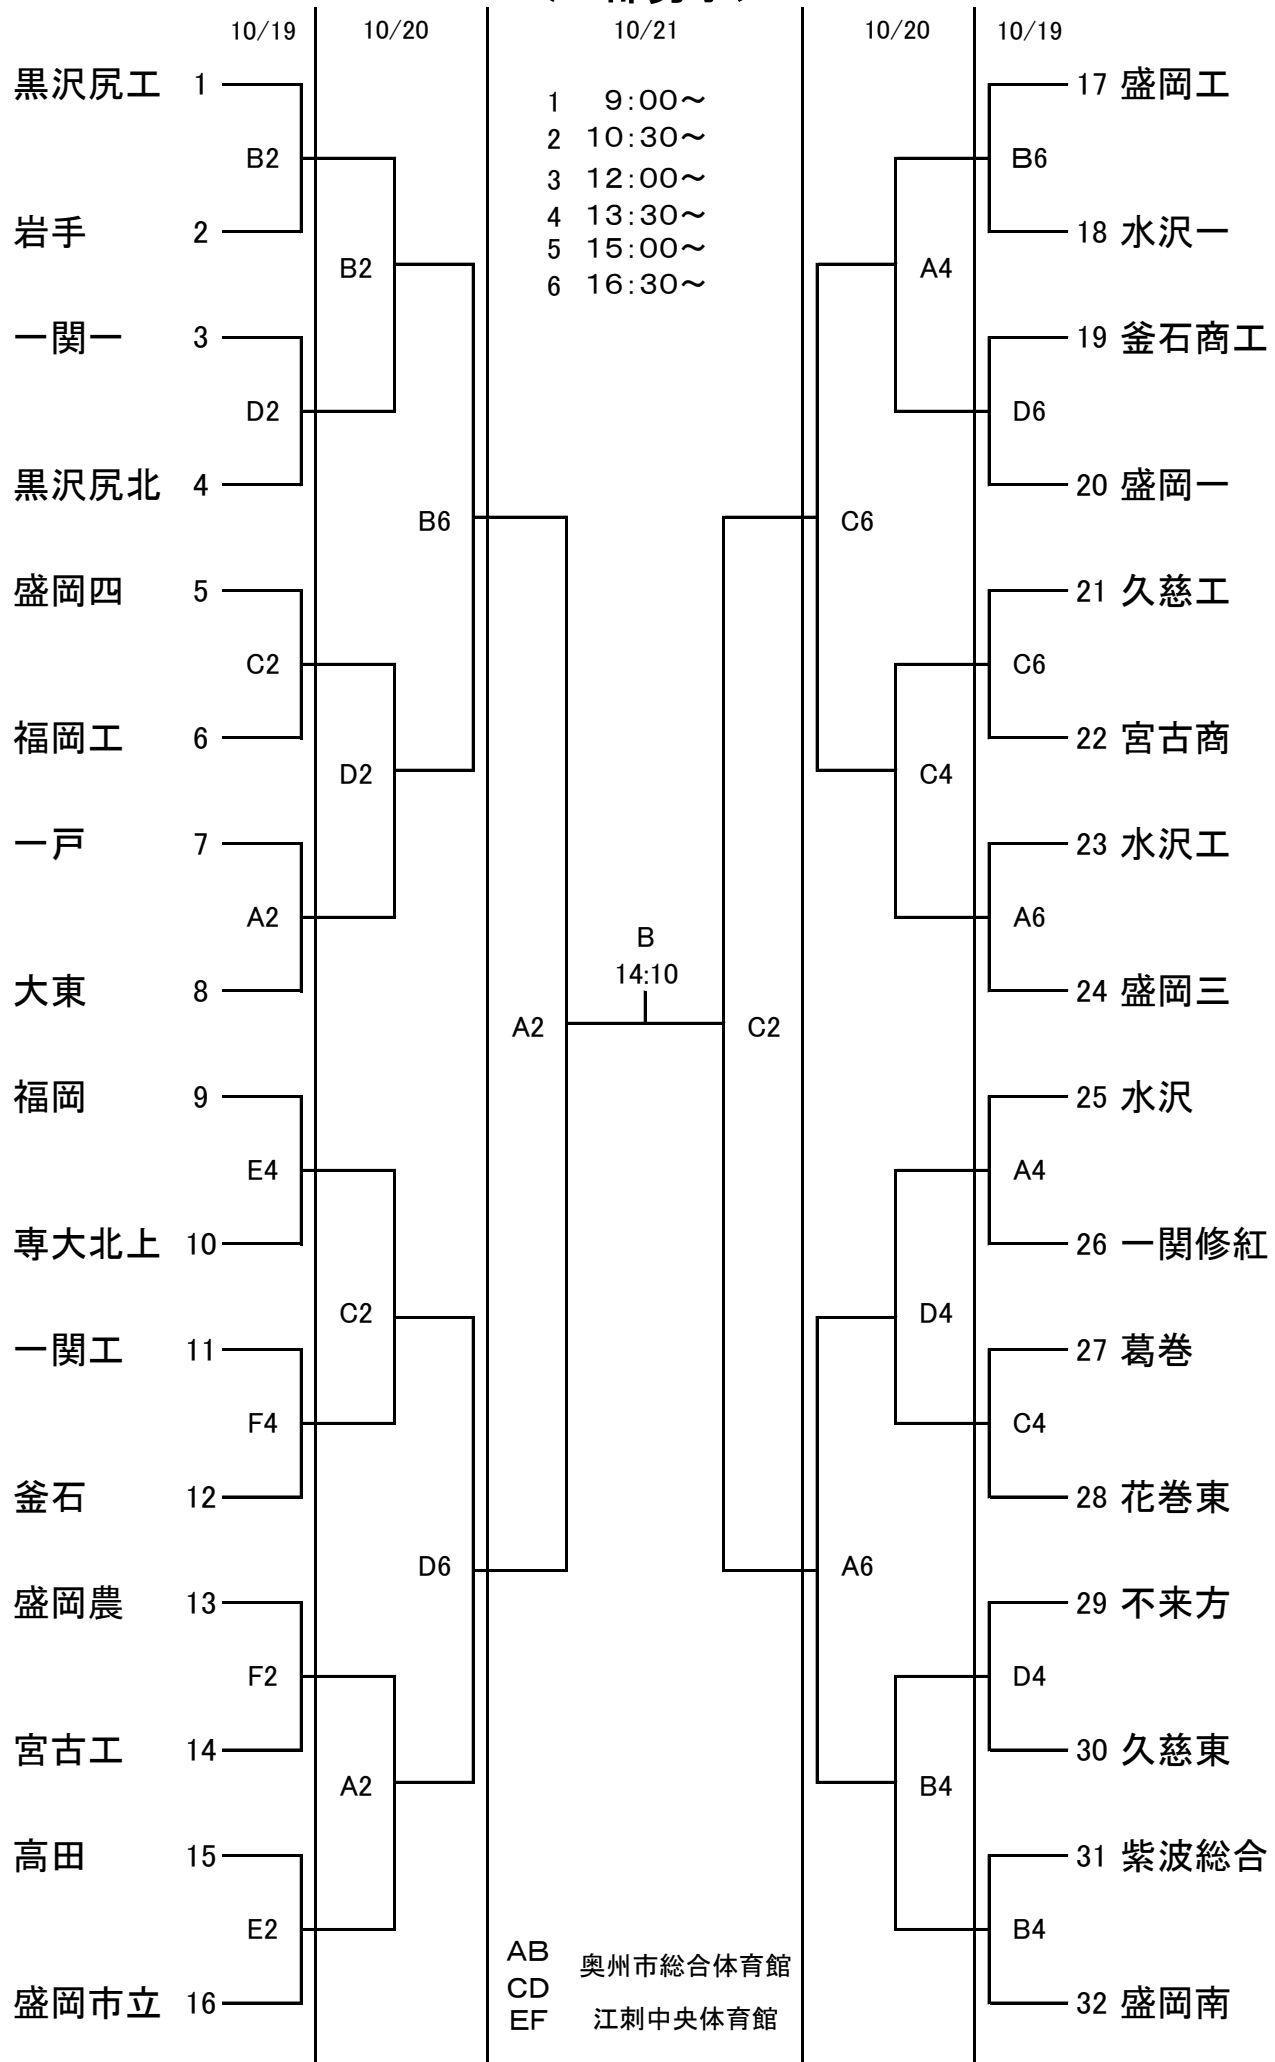 10/19 10/20 10/21 10/20 10/19
黒沢尻工 1
B2
岩手 2
B2
一関一 3
D2
黒沢尻北 4
B6
盛岡四 5
C2
福岡工 6
D2
一戸 7
A2
大東 8
A2
福岡 9
E4
専大北上 10
C2
一関工 11
F4
釜石 12
D6
盛岡農 13
F2
宮古工 14
A2
高田 15
E2
盛岡市立 16
1 9:00～
2 10:30～
3 12:00～
4 13:30～
5 15:00～
6 16:30～
B
14:10
AB
CD
奥州市総合体育館
EF 江刺中央体育館
17 盛岡工
B6
18 水沢一
A4
19 釜石商工
D6
20 盛岡一
C6
21 久慈工
C6
22 宮古商
C4
23 水沢工
A6
24 盛岡三
C2
25 水沢
A4
26 一関修紅
D4
27 葛巻
C4
28 花巻東
A6
29 不来方
D4
30 久慈東
B4
31 紫波総合
B4
32 盛岡南